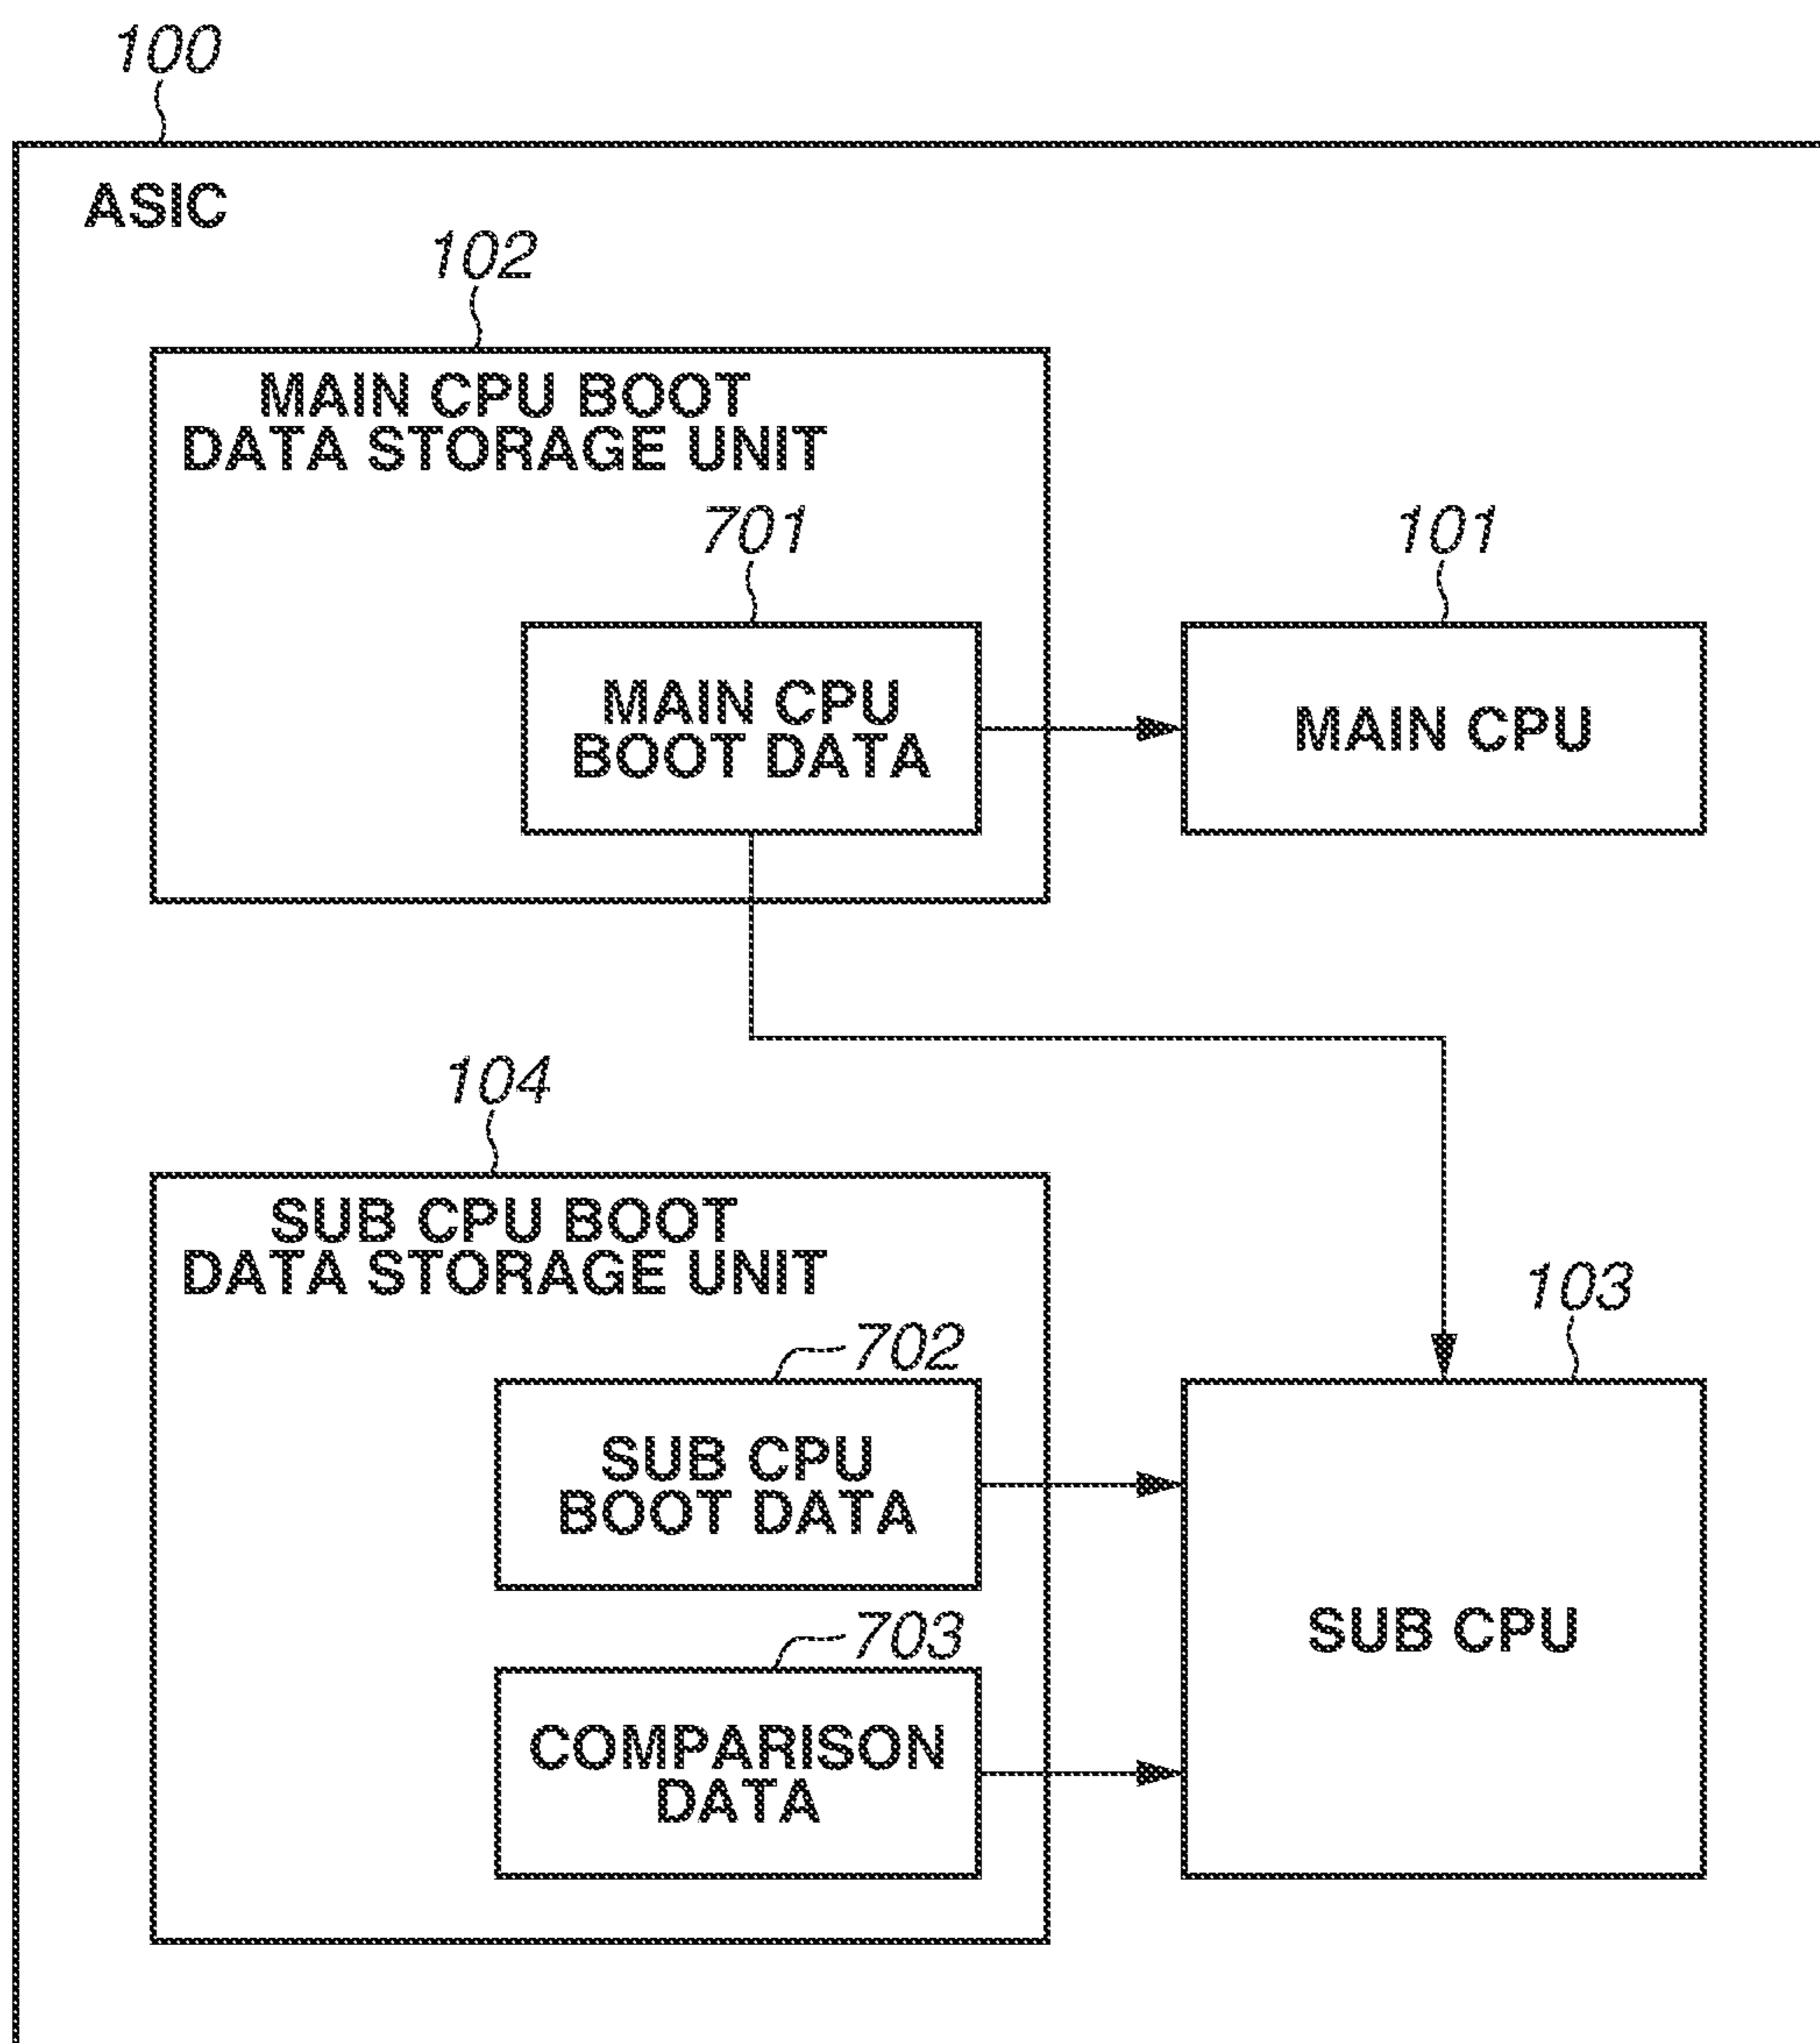 100
ASIC
102
MAIN CPU BOOT
DATA STORAGE UNIT
701
101
MAIN CPU
BOOT DATA
MAIN CPU
104
SUB CPU BOOT
DATA STORAGE UNIT
103
702
SUB CPU
BOOT DATA
703
SUB CPU
COMPARISON
DATA